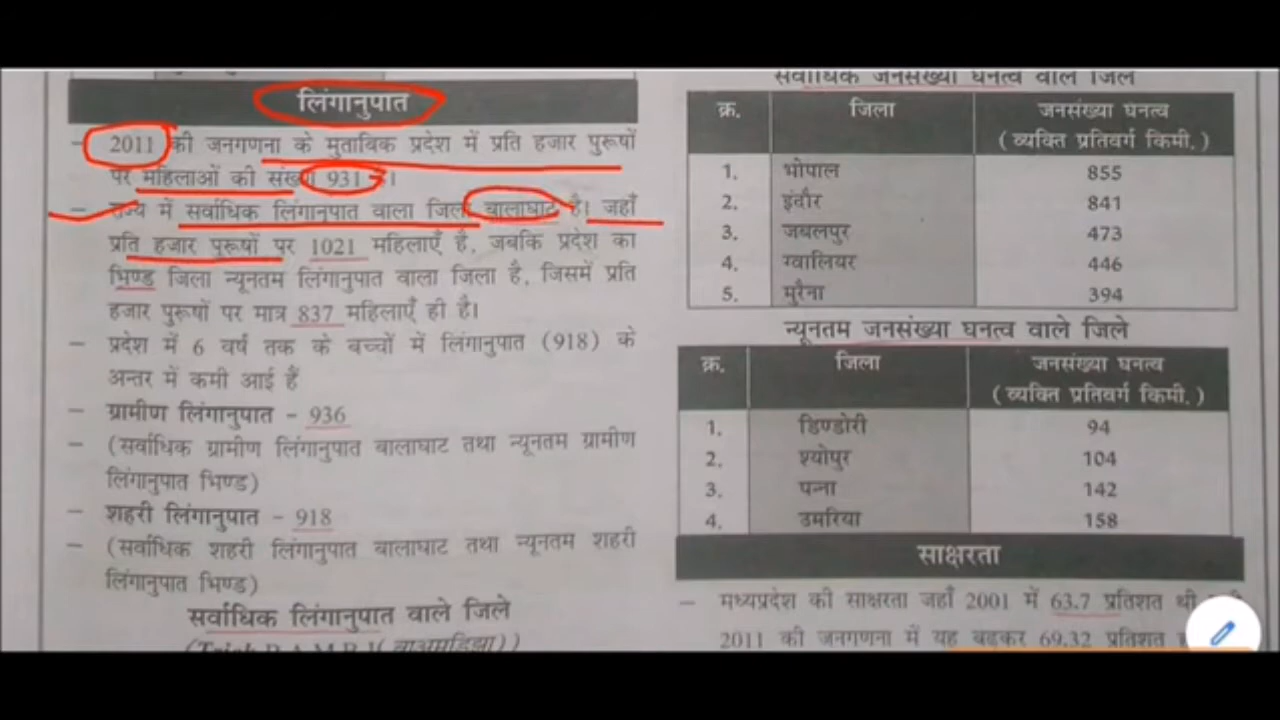 लिंगानुपात
– 2011 की जनगणना के मुताबिक प्रदेश में प्रति हजार पुरूषों
पर महिलाओं की संख्या 931 है।
– राज्य में सर्वाधिक लिंगानुपात वाला जिला बालाघाट है। जहाँ
प्रति हजार पुरूषों पर 1021 महिलाएँ है, जबकि प्रदेश का
भिण्ड जिला न्यूनतम लिंगानुपात वाला जिला है, जिसमें प्रति
हजार पुरूषों पर मात्र 837 महिलाएँ ही है।
– प्रदेश में 6 वर्ष तक के बच्चों में लिंगानुपात (918) के
अन्तर में कमी आई हैं
– ग्रामीण लिंगानुपात - 936
– (सर्वाधिक ग्रामीण लिंगानुपात बालाघाट तथा न्यूनतम ग्रामीण
लिंगानुपात भिण्ड)
– शहरी लिंगानुपात - 918
– (सर्वाधिक शहरी लिंगानुपात बालाघाट तथा न्यूनतम शहरी
लिंगानुपात भिण्ड)
सर्वाधिक लिंगानुपात वाले जिले
सर्वाधिक जनसंख्या घनत्व वाले जिले
क्र. जिला जनसंख्या घनत्व
(व्यक्ति प्रतिवर्ग किमी.)
1. भोपाल 855
2. इंदौर 841
3. जबलपुर 473
4. ग्वालियर 446
5. मुरैना 394
न्यूनतम जनसंख्या घनत्व वाले जिले
क्र. जिला जनसंख्या घनत्व
(व्यक्ति प्रतिवर्ग किमी.)
1. डिण्डोरी 94
2. श्योपुर 104
3. पन्ना 142
4. उमरिया 158
साक्षरता
– मध्यप्रदेश की साक्षरता जहाँ 2001 में 63.7 प्रतिशत थी
2011 की जनगणना में यह बढ़कर 69.32 प्रतिशत